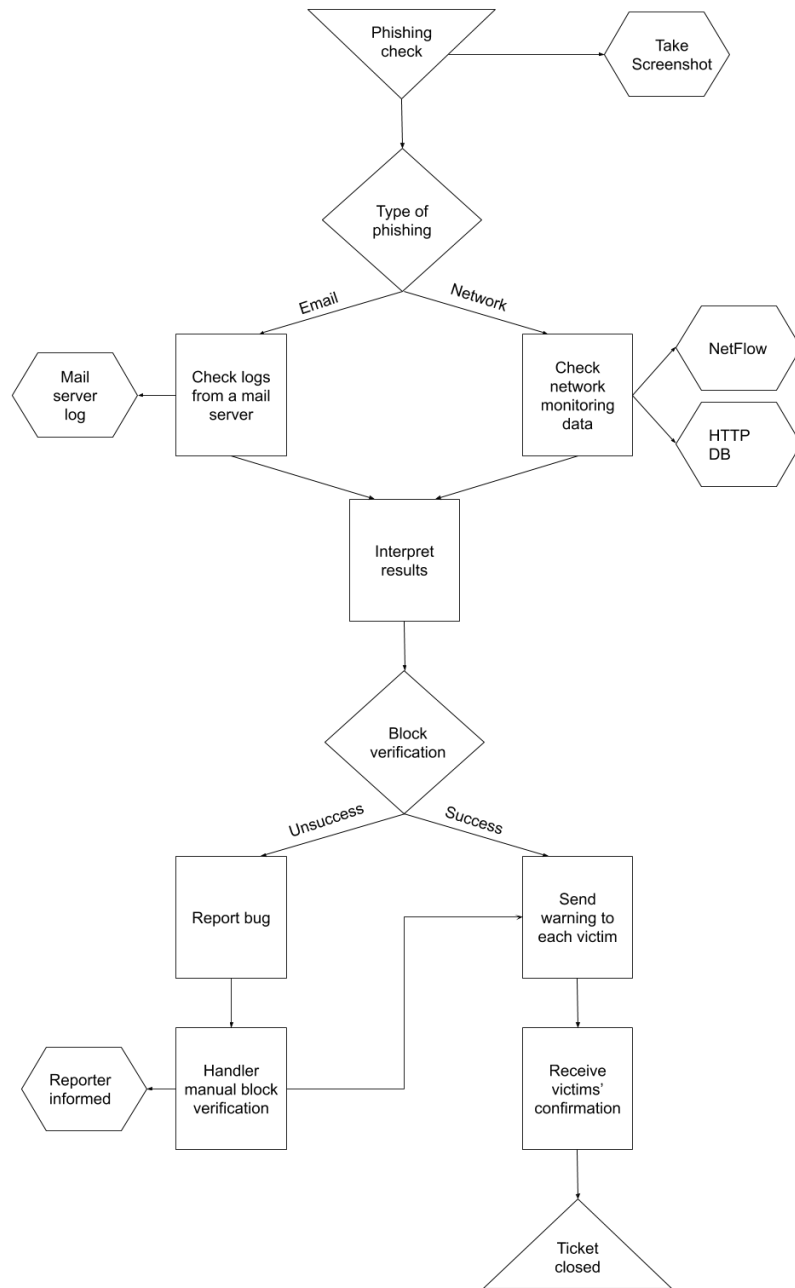 Phishing
check
Take
Screenshot
Type of
phishing
Email
Network
Mail
server
log
Check logs
from a mail
server
Check
network
monitoring
data
NetFlow
HTTP
DB
Interpret
results
Block
verification
Unsuccess
Success
Report bug
Send
warning to
each victim
Reporter
informed
Handler
manual block
verification
Receive
victims’
confirmation
Ticket
closed